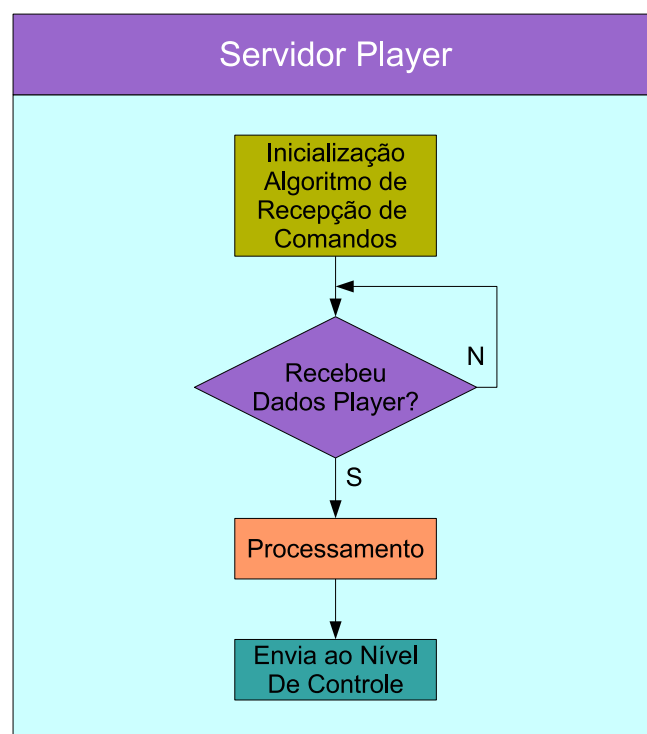 Servidor Player
Inicialização
Algoritmo de
Recepção de
Comandos
Recebeu
Dados Player?
N
S
Processamento
Envia ao Nível
De Controle